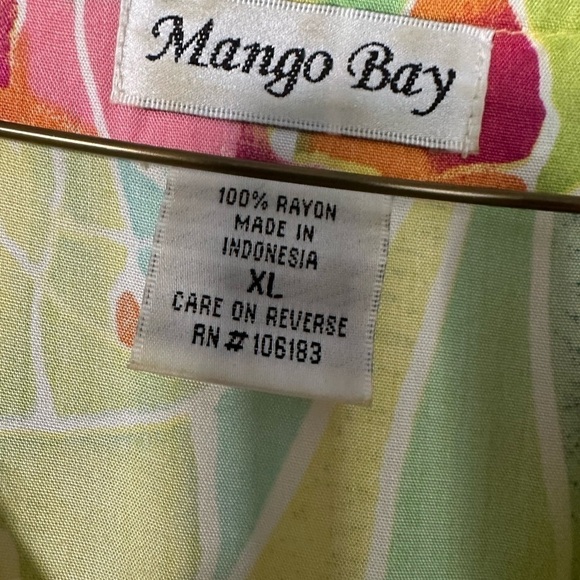 Mango Bay
100% RAYON
MADE IN
INDONESIA
XL
CARE ON REVERSE
RN # 106183